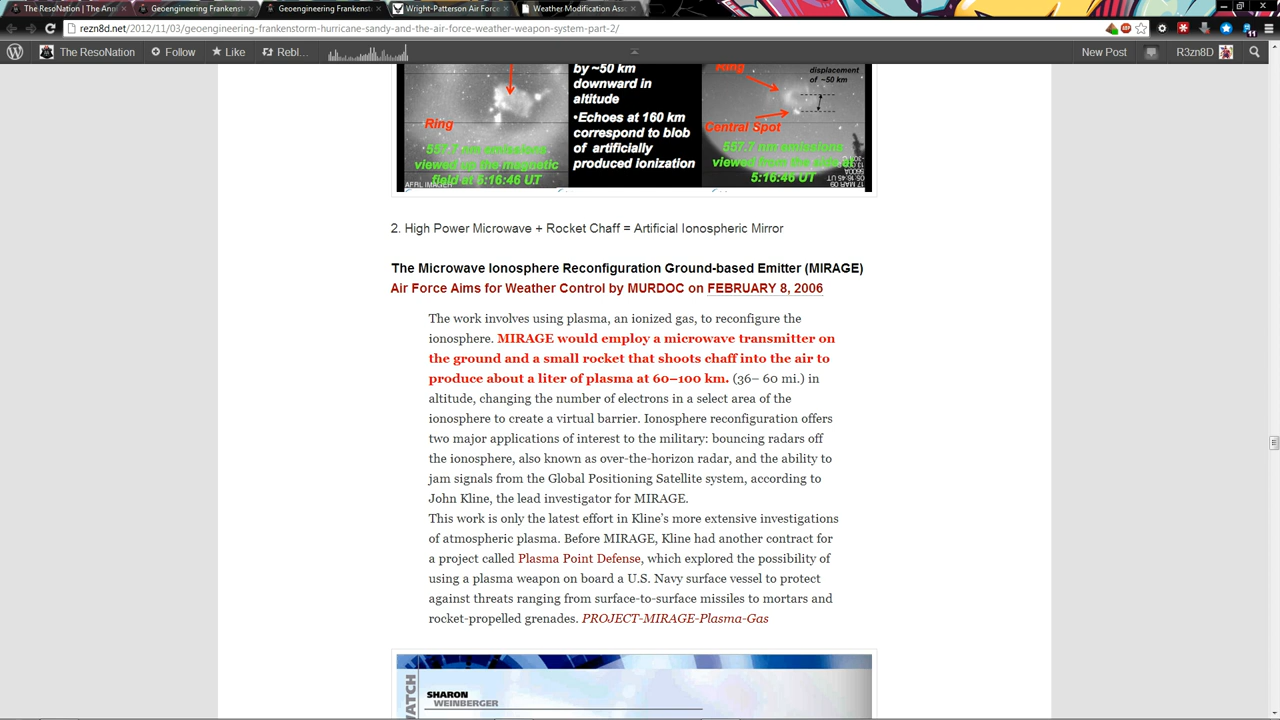 The ResoNation | The Ang
Geoengineering Frankenst
Geoengineering Frankenst
Wright-Patterson Air Force
Weather Modification Asso
rezn8d.net/2012/11/03/geoengineering-frankenstorm-hurricane-sandy-and-the-air-force-weather-weapon-system-part-2/
The ResoNation
Follow
Like
Rebl...
New Post
R3zn8D
Ring
AFRL IMAGER
557.7 nm emissions
viewed up the magnetic
field at 5:16:46 UT
by ~50 km
downward in
altitude
•Echoes at 160 km
correspond to blob
of artificially
produced ionization
Ring
displacement
of ~50 km
Central Spot
557.7 nm emissions
viewed from the side at
5:16:46 UT
17 MAR 09
2. High Power Microwave + Rocket Chaff = Artificial Ionospheric Mirror
The Microwave Ionosphere Reconfiguration Ground-based Emitter (MIRAGE)
Air Force Aims for Weather Control by MURDOC on FEBRUARY 8, 2006
The work involves using plasma, an ionized gas, to reconfigure the
ionosphere. MIRAGE would employ a microwave transmitter on
the ground and a small rocket that shoots chaff into the air to
produce about a liter of plasma at 60–100 km. (36– 60 mi.) in
altitude, changing the number of electrons in a select area of the
ionosphere to create a virtual barrier. Ionosphere reconfiguration offers
two major applications of interest to the military: bouncing radars off
the ionosphere, also known as over-the-horizon radar, and the ability to
jam signals from the Global Positioning Satellite system, according to
John Kline, the lead investigator for MIRAGE.
This work is only the latest effort in Kline's more extensive investigations
of atmospheric plasma. Before MIRAGE, Kline had another contract for
a project called Plasma Point Defense, which explored the possibility of
using a plasma weapon on board a U.S. Navy surface vessel to protect
against threats ranging from surface-to-surface missiles to mortars and
rocket-propelled grenades. PROJECT-MIRAGE-Plasma-Gas
WATCH
SHARON
WEINBERGER